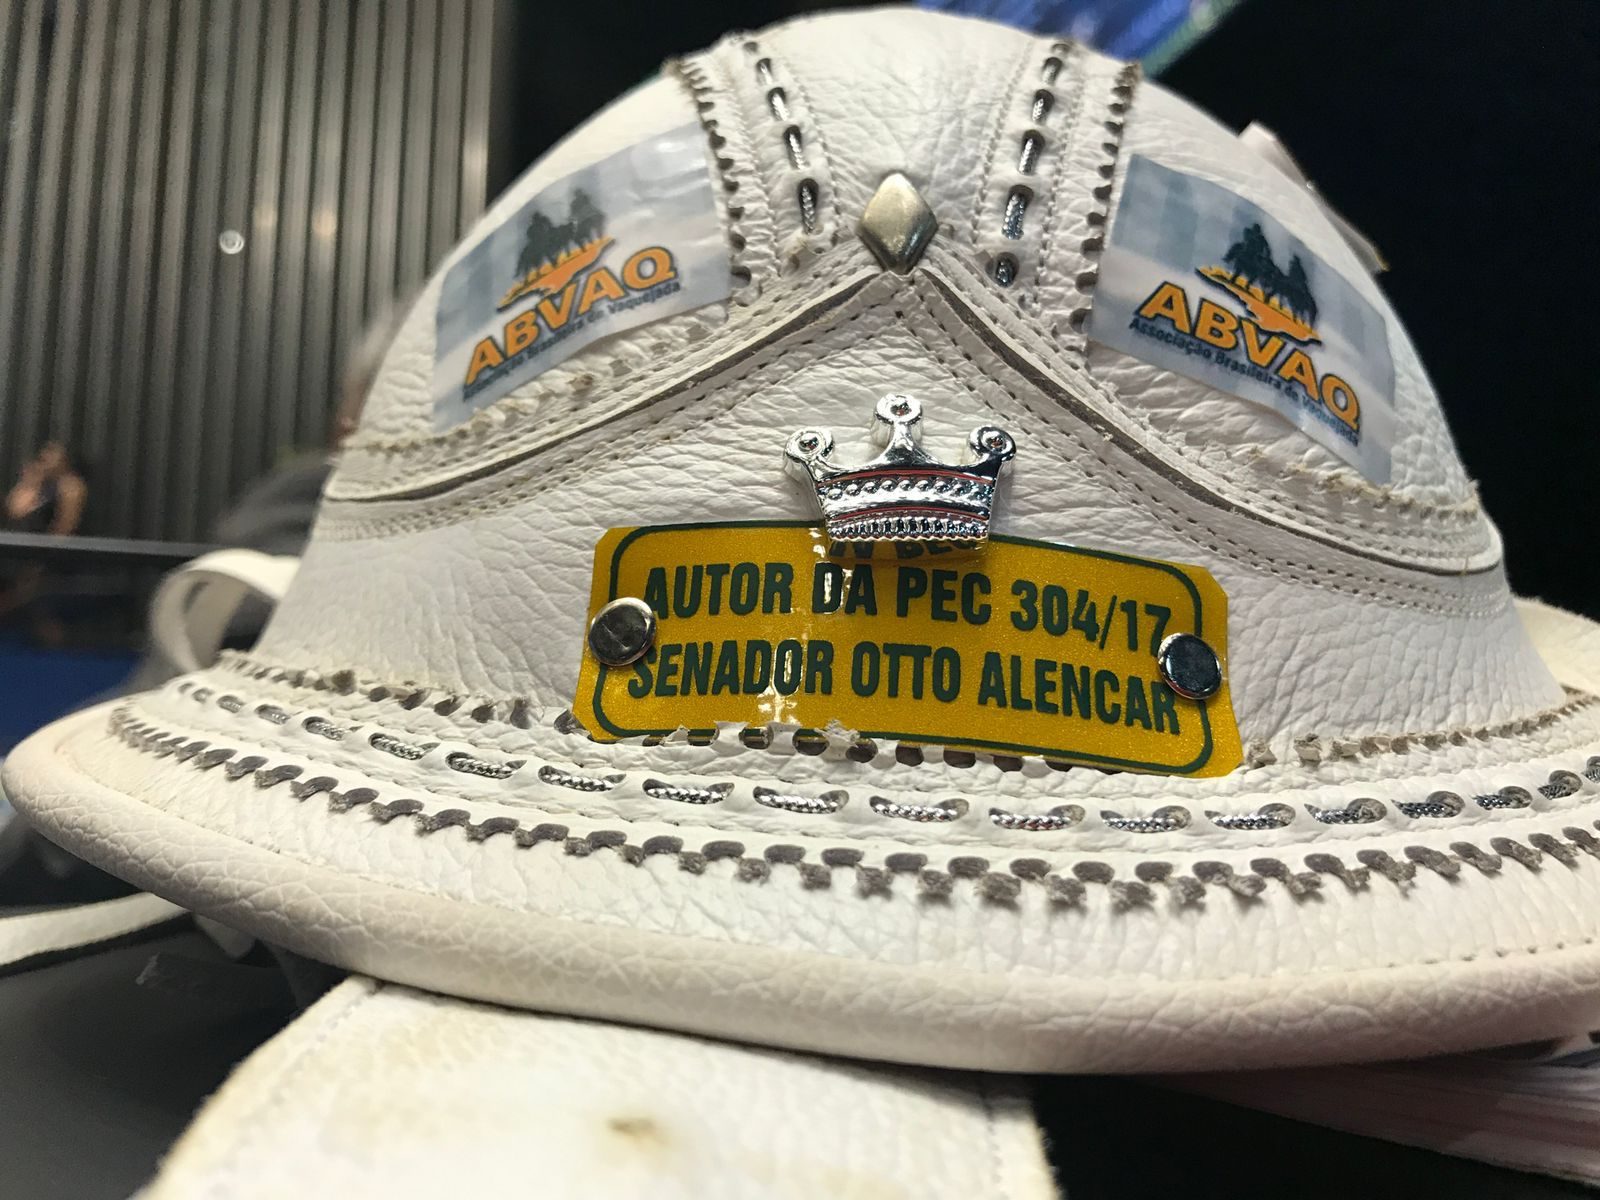 ABVAQ
Associação Brasileira de Vaquejada
ABVAQ
Associação Brasileira de Vaquejada
AUTOR DA PEC 304/17
SENADOR OTTO ALENCAR